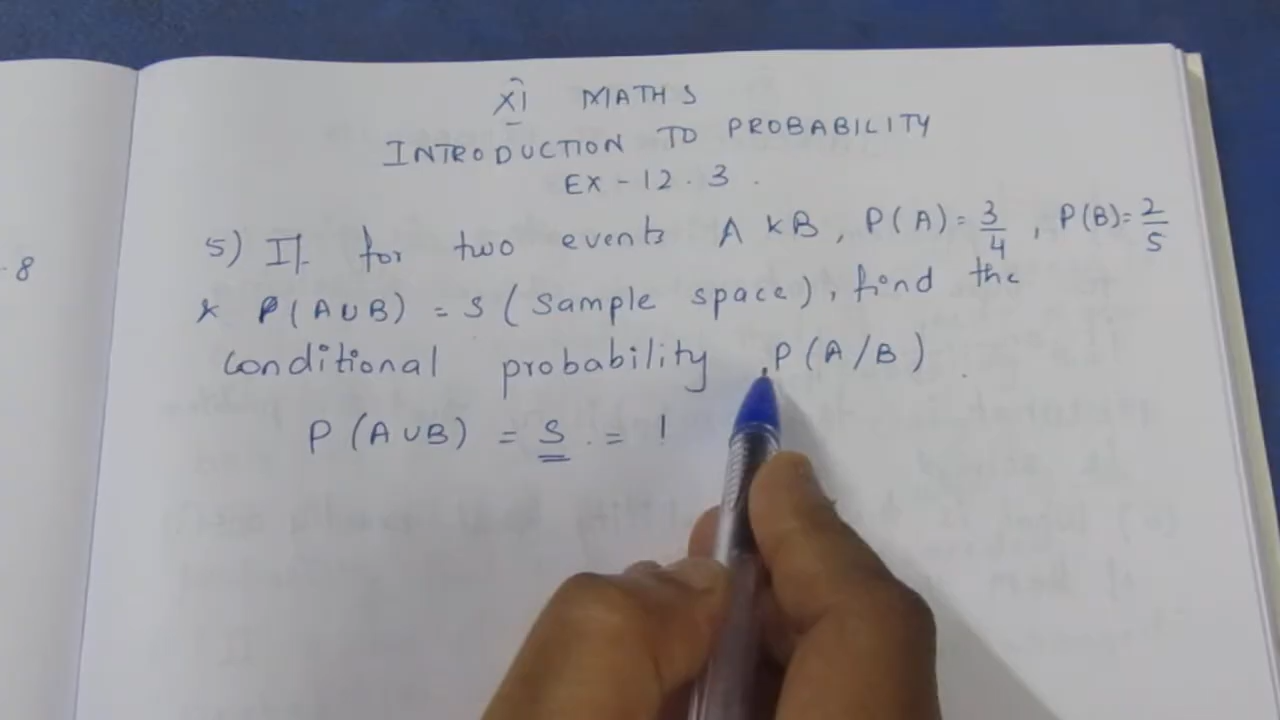 XI MATHS
INTRODUCTION TO PROBABILITY
EX - 12.3.
5) If for two events A & B, P(A) = 3/4, P(B) = 2/5
& P(A∪B) = S (Sample space), find the
conditional probability P(A/B).
P(A∪B) = S = 1
- 8